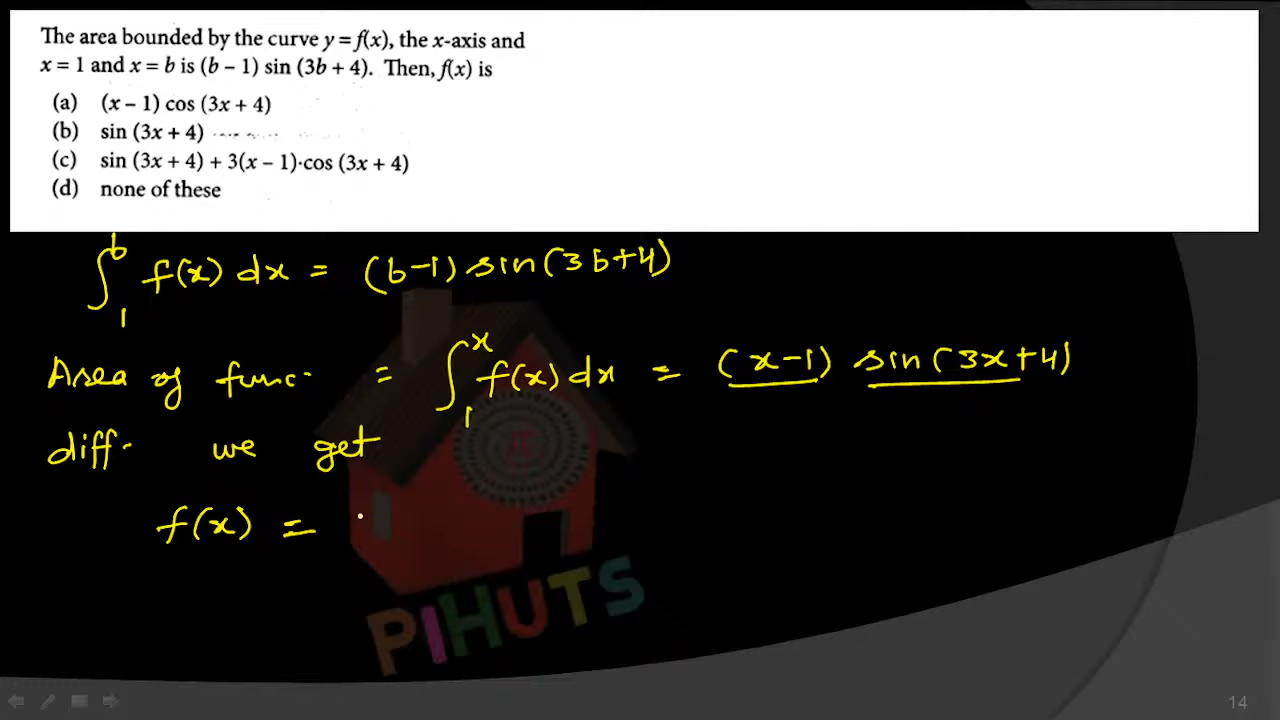 The area bounded by the curve y = f(x), the x-axis and
x = 1 and x = b is (b – 1) sin (3b + 4). Then, f(x) is
(a) (x – 1) cos (3x + 4)
(b) sin (3x + 4)
(c) sin (3x + 4) + 3(x – 1)·cos (3x + 4)
(d) none of these
∫₁ᵇ f(x) dx = (b-1) sin(3b+4)
Area of func. = ∫₁ˣ f(x) dx = (x-1) sin(3x+4)
diff. we get
f(x) =
PIHUTS
14